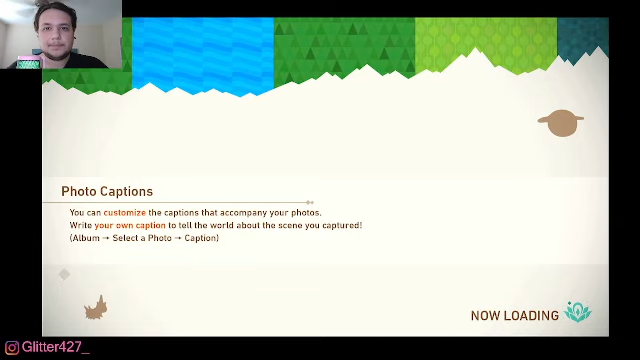 Photo Captions
You can customize the captions that accompany your photos.
Write your own caption to tell the world about the scene you captured!
(Album → Select a Photo → Caption)
NOW LOADING
Glitter427_